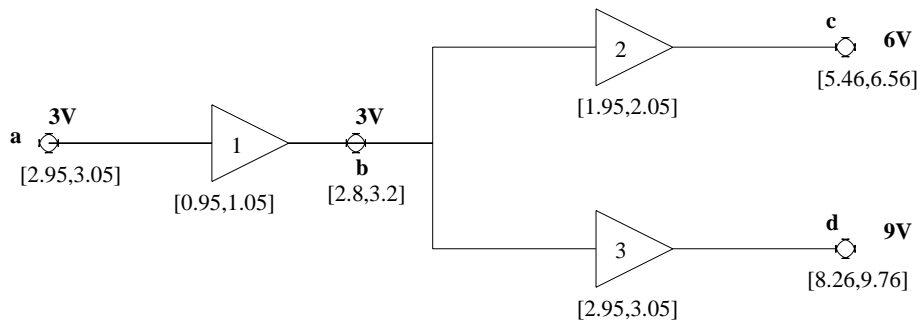 c
6V
2
[5.46,6.56]
[1.95,2.05]
3V
3V
a
1
b
[2.95,3.05]
[2.8,3.2]
[0.95,1.05]
d
9V
3
[8.26,9.76]
[2.95,3.05]